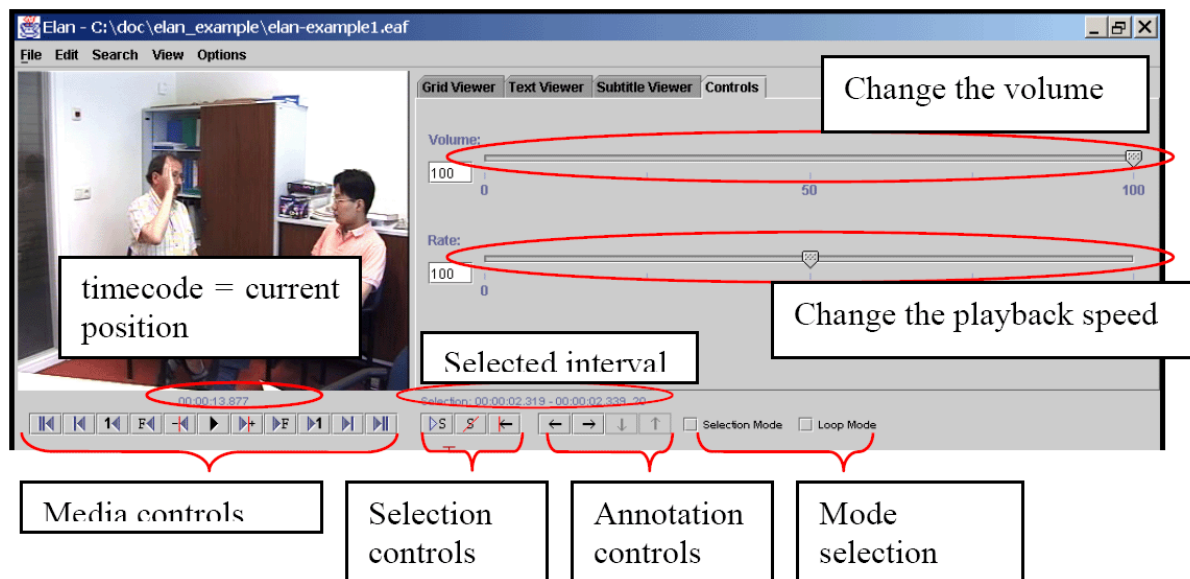 Elan - C:\doc\elan_example\elan-example1.eaf
File Edit Search View Options
Grid Viewer Text Viewer Subtitle Viewer Controls
Change the volume
Volume:
100
0 50 100
Rate:
100
0
timecode = current
position
Change the playback speed
Selected interval
00:00:13.877
Selection: 00:00:02.319 - 00:00:02.339 20
1 F F 1
S S
Selection Mode Loop Mode
Media controls
Selection
controls
Annotation
controls
Mode
selection